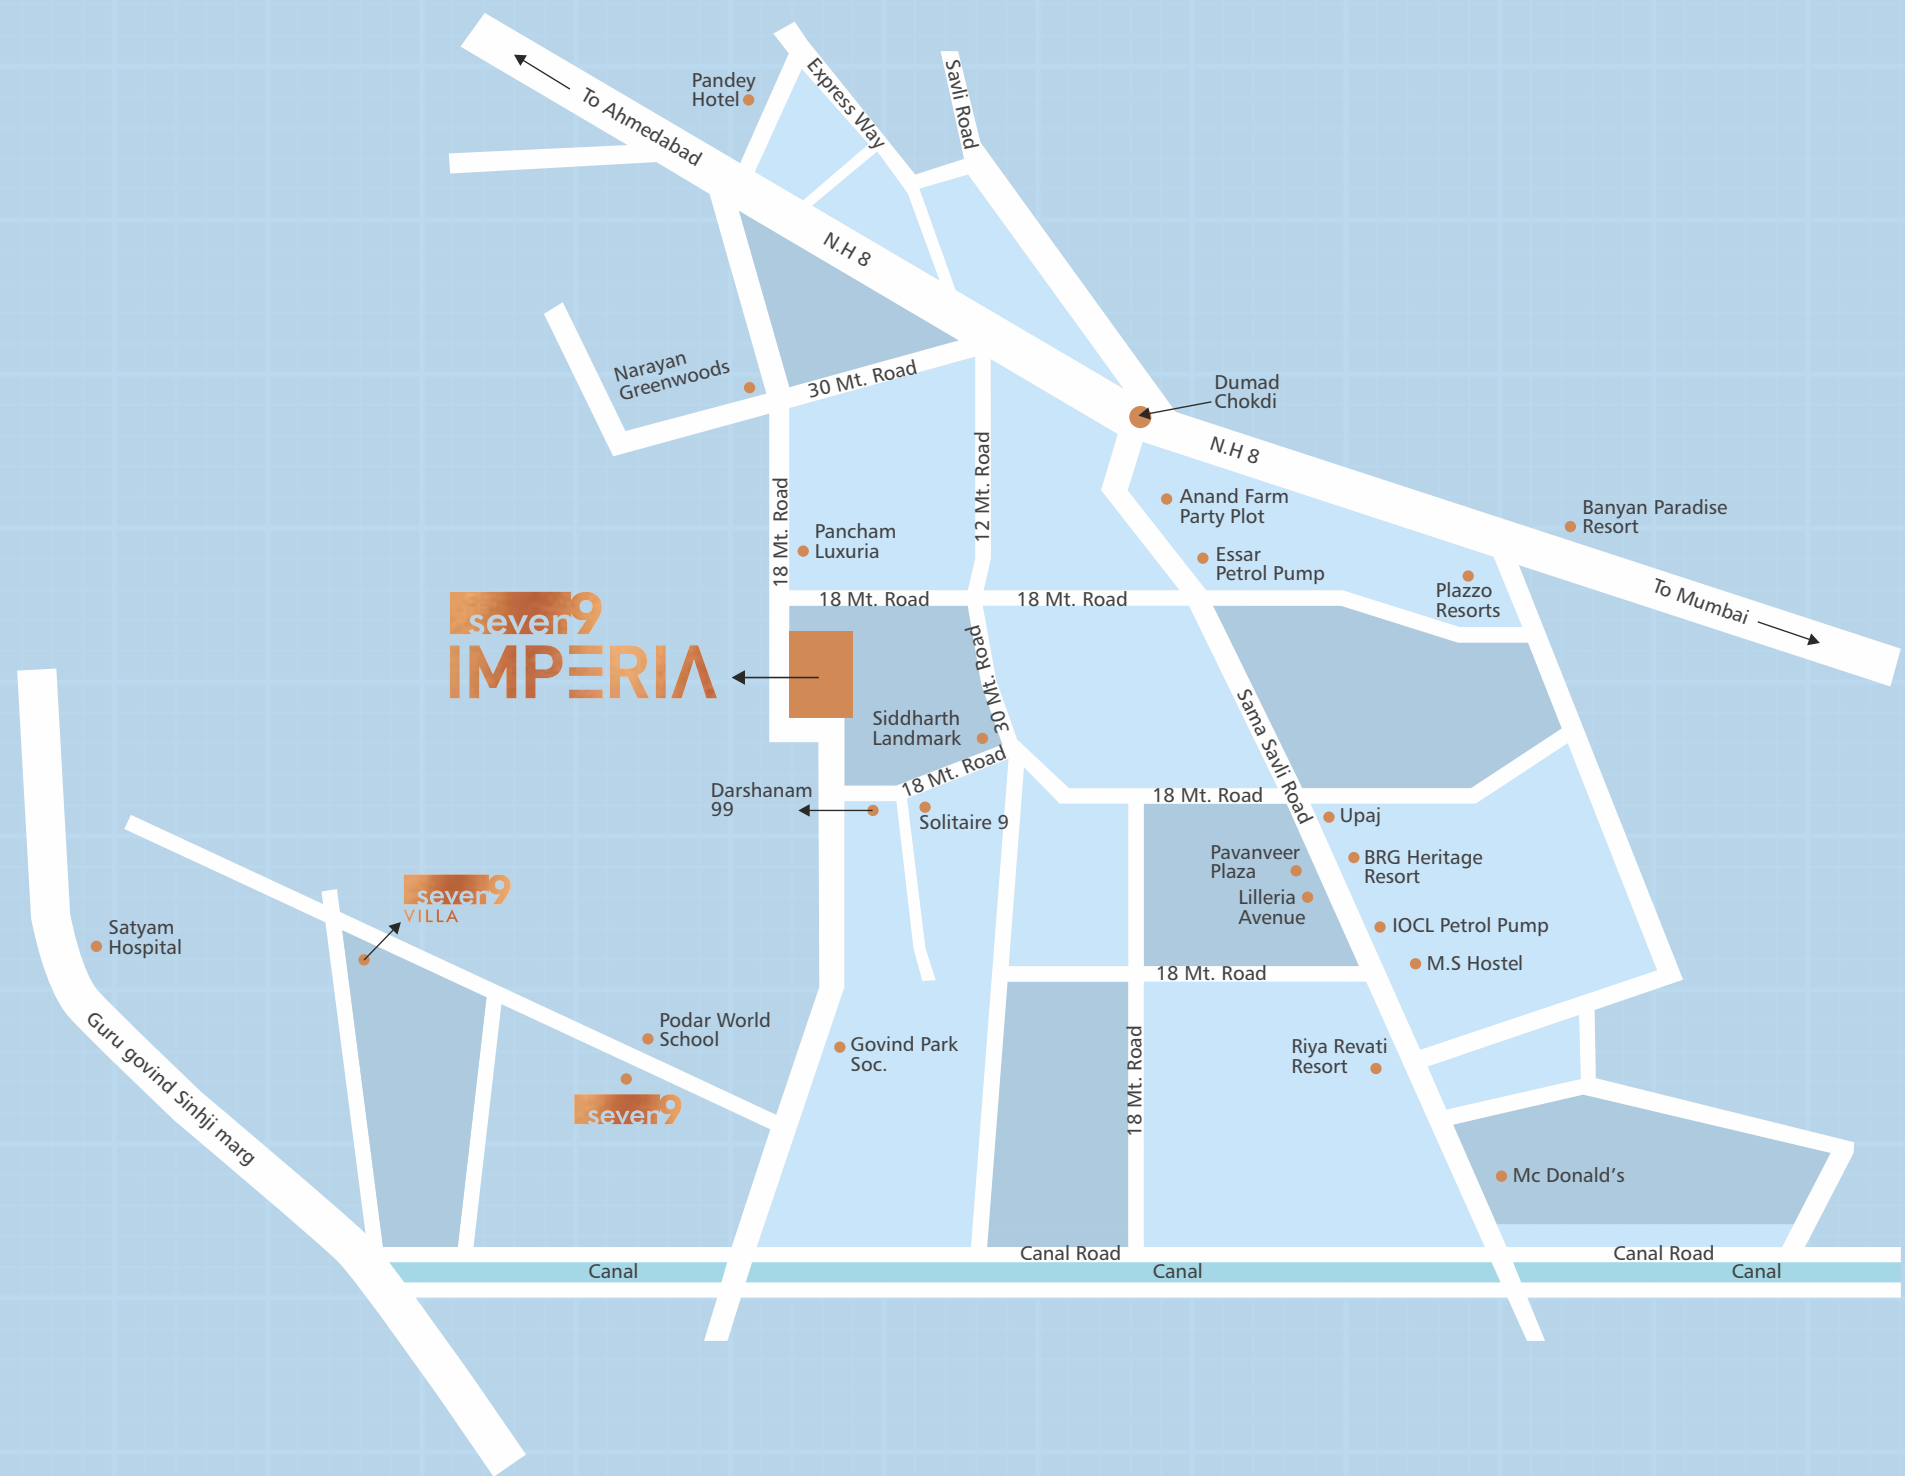 Pandey
Hotel
Express Way
Savli Road
To Ahmedabad
N.H 8
Narayan
Greenwoods
30 Mt. Road
Dumad
Chokdi
N.H 8
12 Mt. Road
18 Mt. Road
Anand Farm
Party Plot
Banyan Paradise
Resort
Pancham
Luxuria
Essar
Petrol Pump
Plazzo
Resorts
To Mumbai
18 Mt. Road
18 Mt. Road
seven9
IMPERIA
30 Mt. Road
Sama Savli Road
Siddharth
Landmark
18 Mt. Road
Darshanam
99
Solitaire 9
18 Mt. Road
Upaj
Pavanveer
Plaza
BRG Heritage
Resort
Lilleria
Avenue
seven9
VILLA
Satyam
Hospital
IOCL Petrol Pump
M.S Hostel
18 Mt. Road
Guru govind Sinhji marg
Podar World
School
Govind Park
Soc.
18 Mt. Road
Riya Revati
Resort
seven9
Mc Donald's
Canal Road
Canal Road
Canal
Canal
Canal